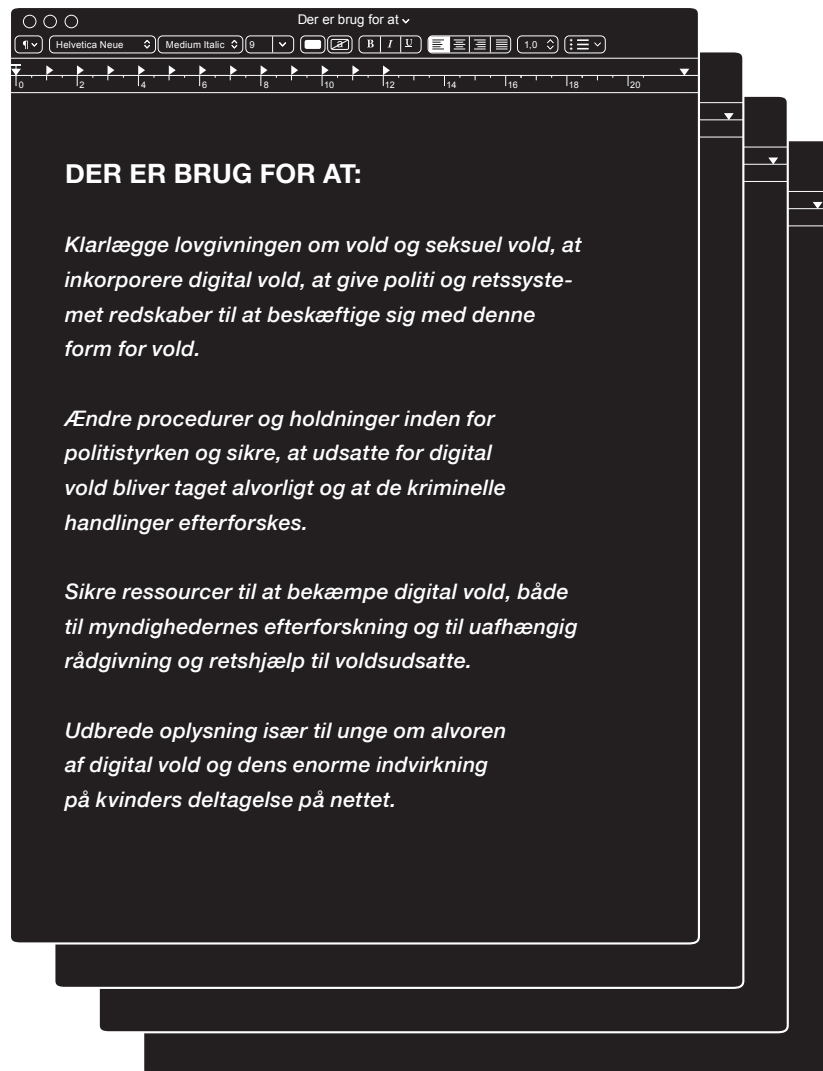 Der er brug for at
¶ Helvetica Neue Medium Italic 9 a B I U 1,0
0 2 4 6 8 10 12 14 16 18 20
DER ER BRUG FOR AT:
Klarlægge lovgivningen om vold og seksuel vold, at
inkorporere digital vold, at give politi og retssyste-
met redskaber til at beskæftige sig med denne
form for vold.
Ændre procedurer og holdninger inden for
politistyrken og sikre, at udsatte for digital
vold bliver taget alvorligt og at de kriminelle
handlinger efterforskes.
Sikre ressourcer til at bekæmpe digital vold, både
til myndighedernes efterforskning og til uafhængig
rådgivning og retshjælp til voldsudsatte.
Udbrede oplysning især til unge om alvoren
af digital vold og dens enorme indvirkning
på kvinders deltagelse på nettet.